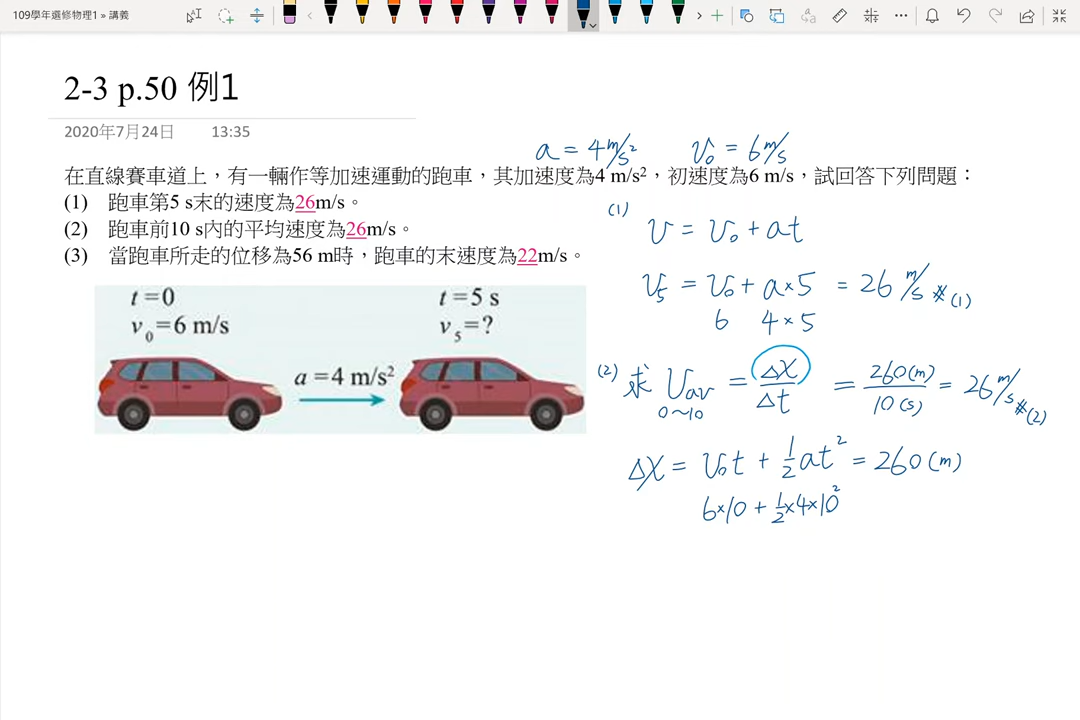 109學年選修物理1 » 講義
2-3 p.50 例1
2020年7月24日 13:35
a = 4 m/s² v₀ = 6 m/s
在直線賽車道上，有一輛作等加速運動的跑車，其加速度為4 m/s²，初速度為6 m/s，試回答下列問題：
(1) 跑車第5 s末的速度為26m/s。
(2) 跑車前10 s內的平均速度為26m/s。
(3) 當跑車所走的位移為56 m時，跑車的末速度為22m/s。
t=0
v₀=6 m/s
t=5 s
v₅=?
a=4 m/s²
(1) v = v₀ + at
v₅ = v₀ + a×5 = 26 m/s #(1)
6 4×5
(2) 求 Vav = Δx/Δt = 260(m)/10(s) = 26 m/s #(2)
0~10
Δx = v₀t + ½at² = 260(m)
6×10 + ½×4×10²